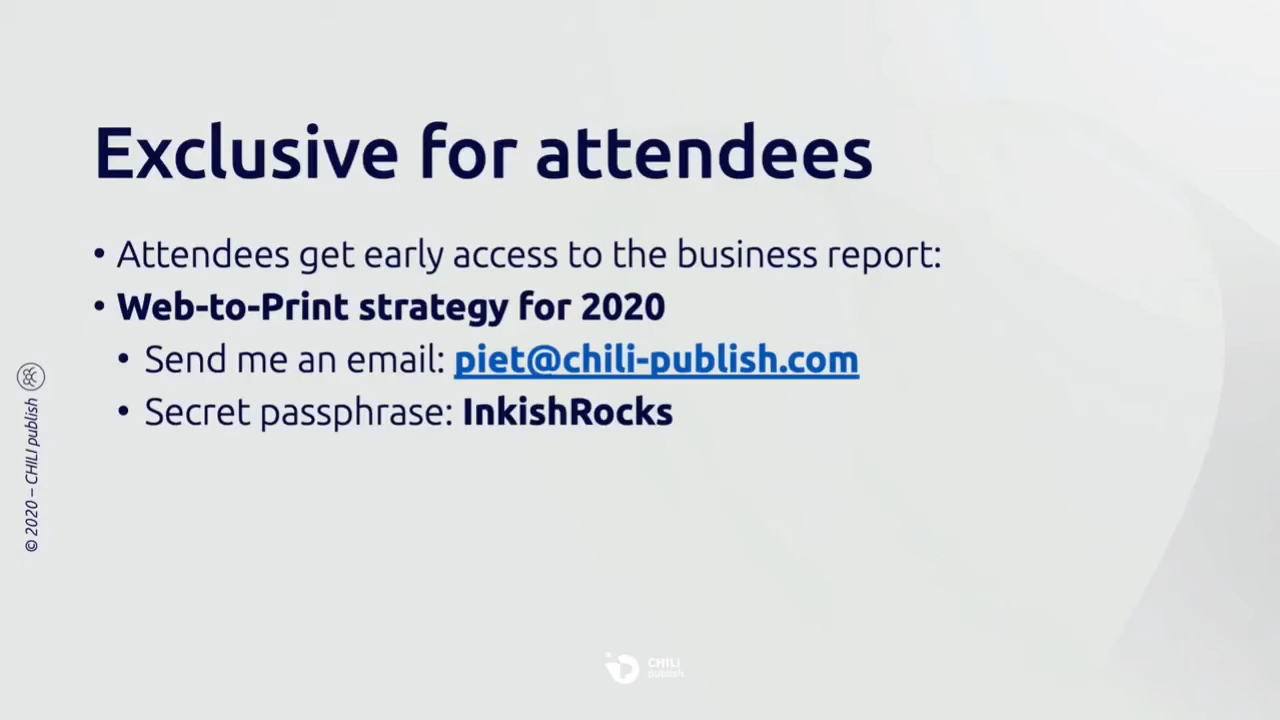 Exclusive for attendees
• Attendees get early access to the business report:
• Web-to-Print strategy for 2020
• Send me an email: piet@chili-publish.com
• Secret passphrase: InkishRocks
© 2020 – CHILI publish
CHILI
publish